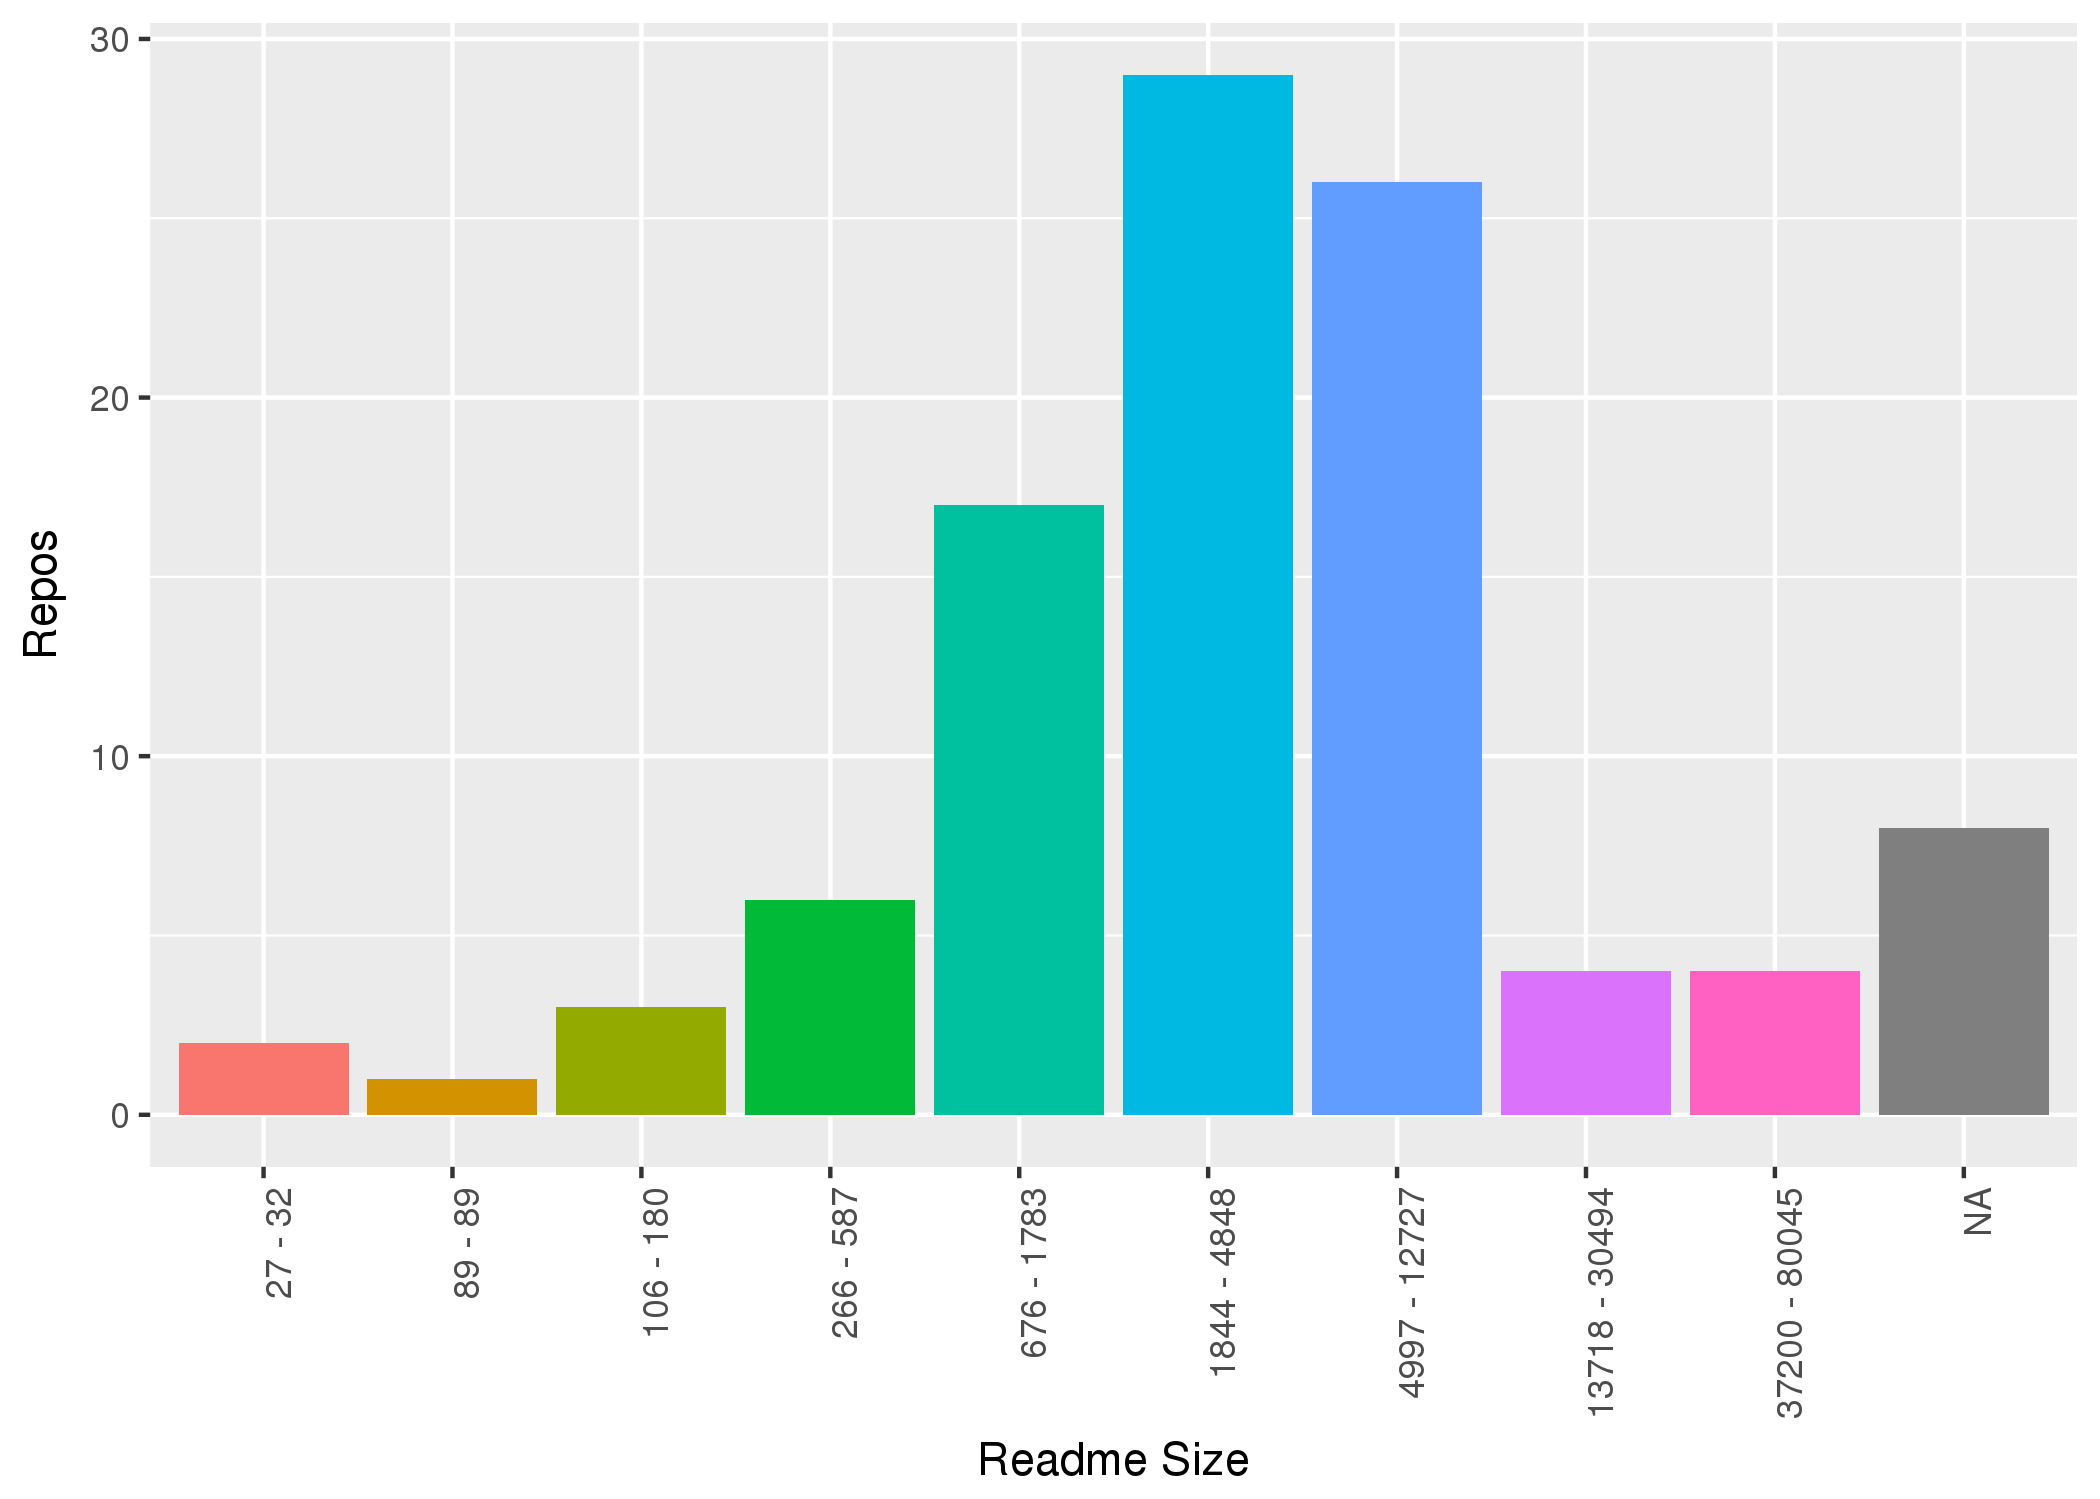 30
20
10
0
Repos
27 - 32
89 - 89
106 - 180
266 - 587
676 - 1783
1844 - 4848
4997 - 12727
13718 - 30494
37200 - 80045
NA
Readme Size